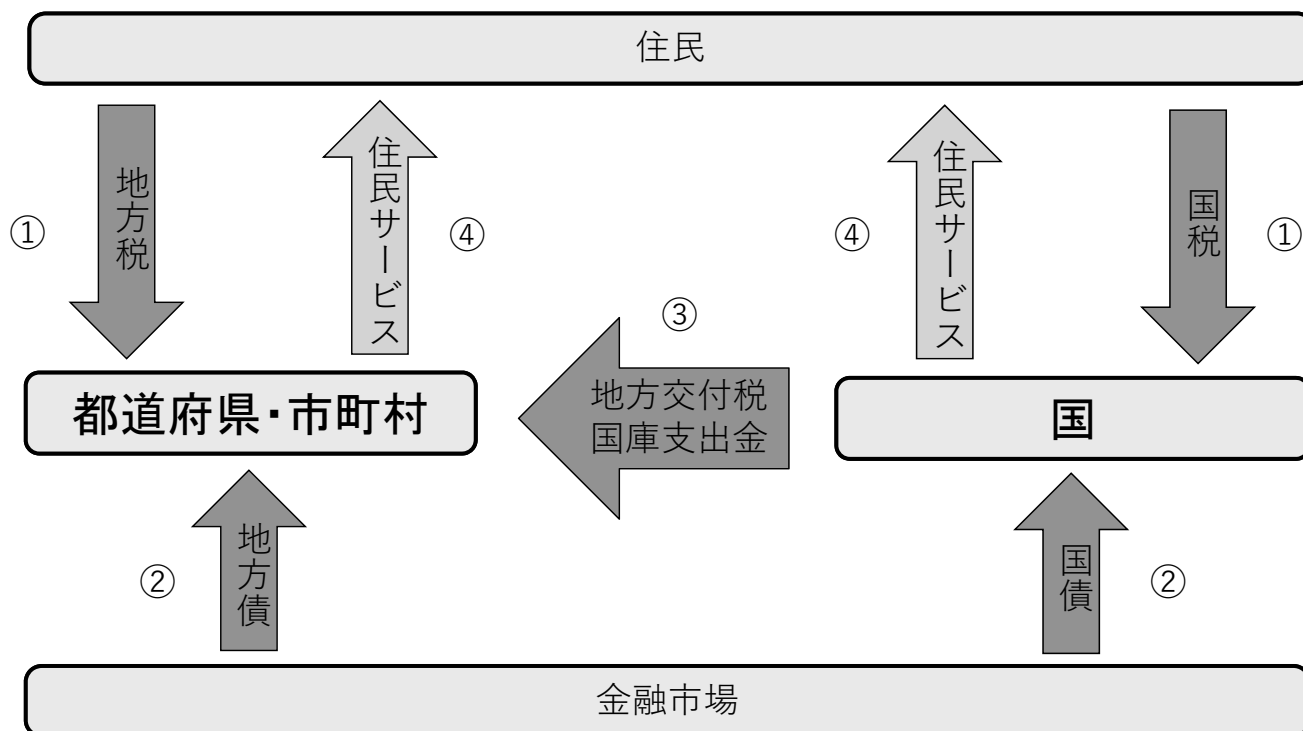 住民
①
地方税
住民サービス
④
④
住民サービス
国税
①
③
地方交付税
国庫支出金
都道府県・市町村
国
②
地方債
国債
②
金融市場